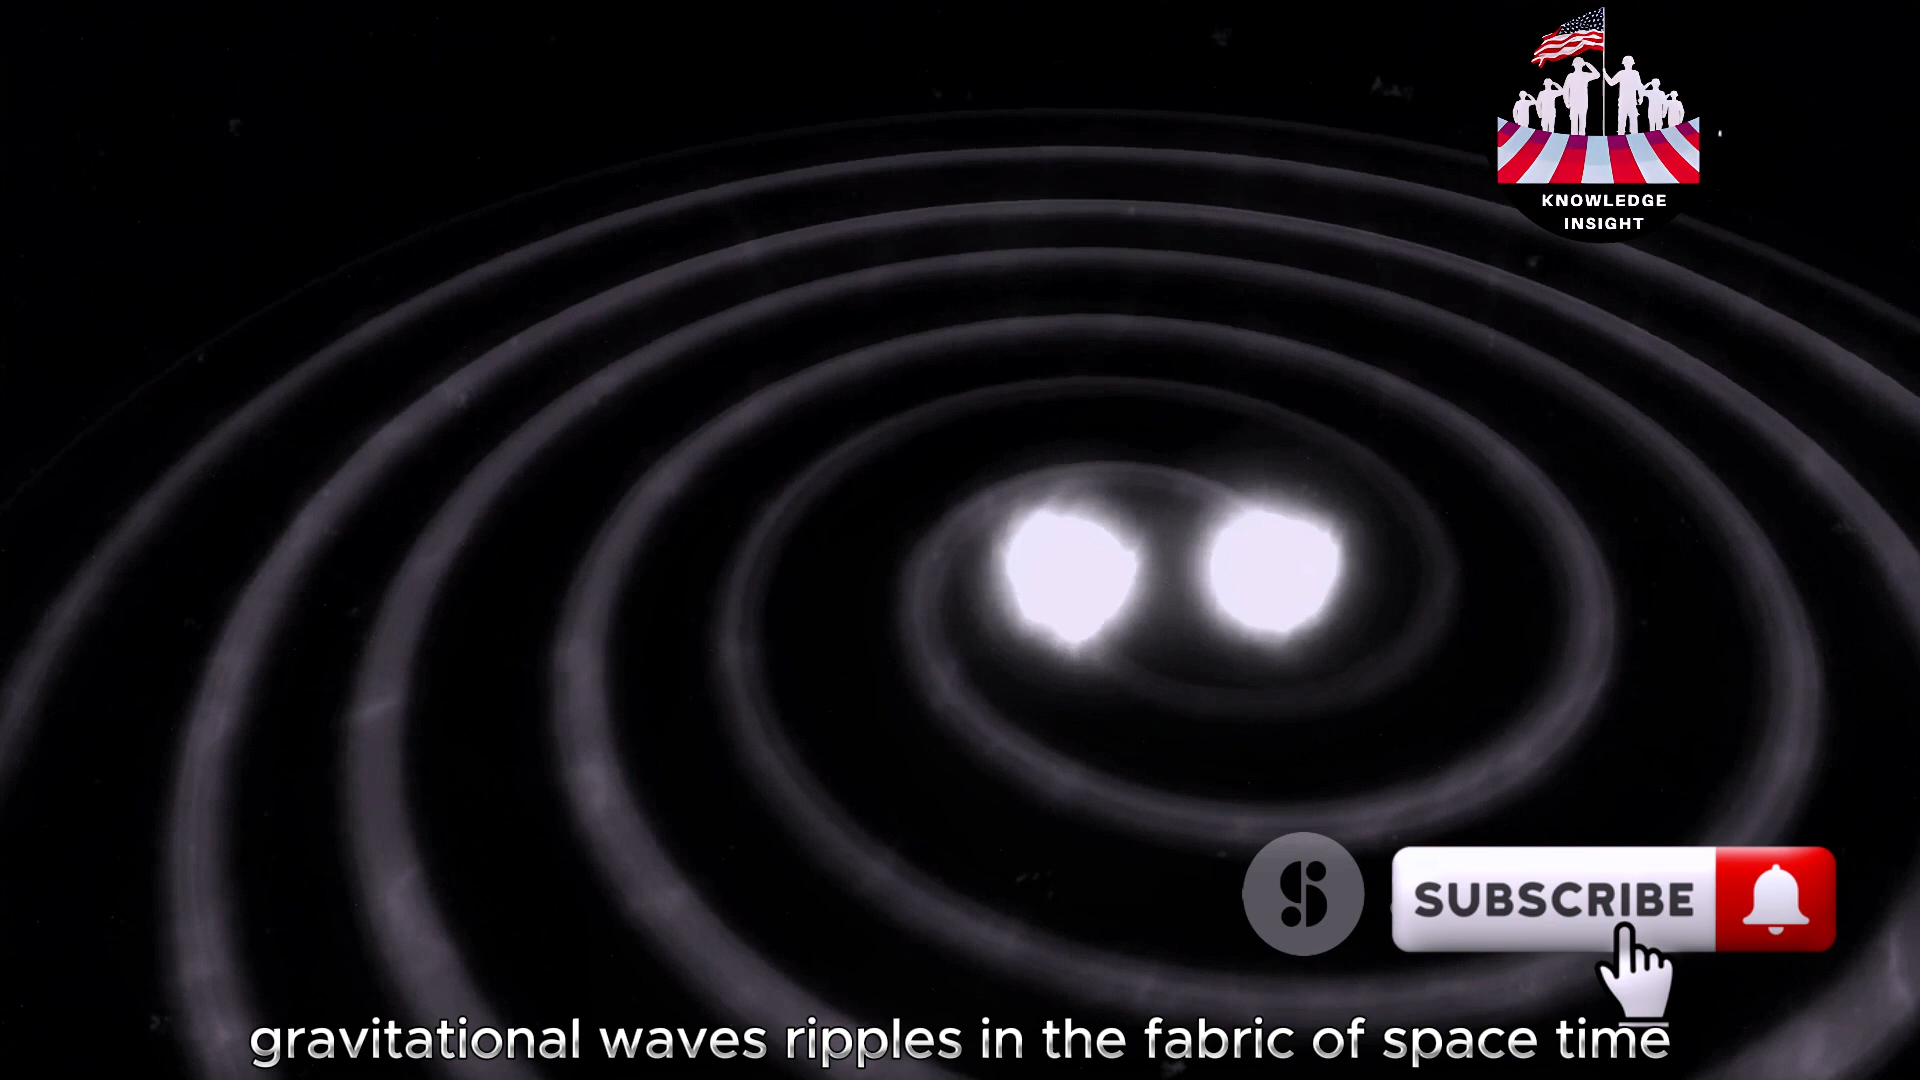 KNOWLEDGE
INSIGHT
SUBSCRIBE
gravitational waves ripples in the fabric of space time